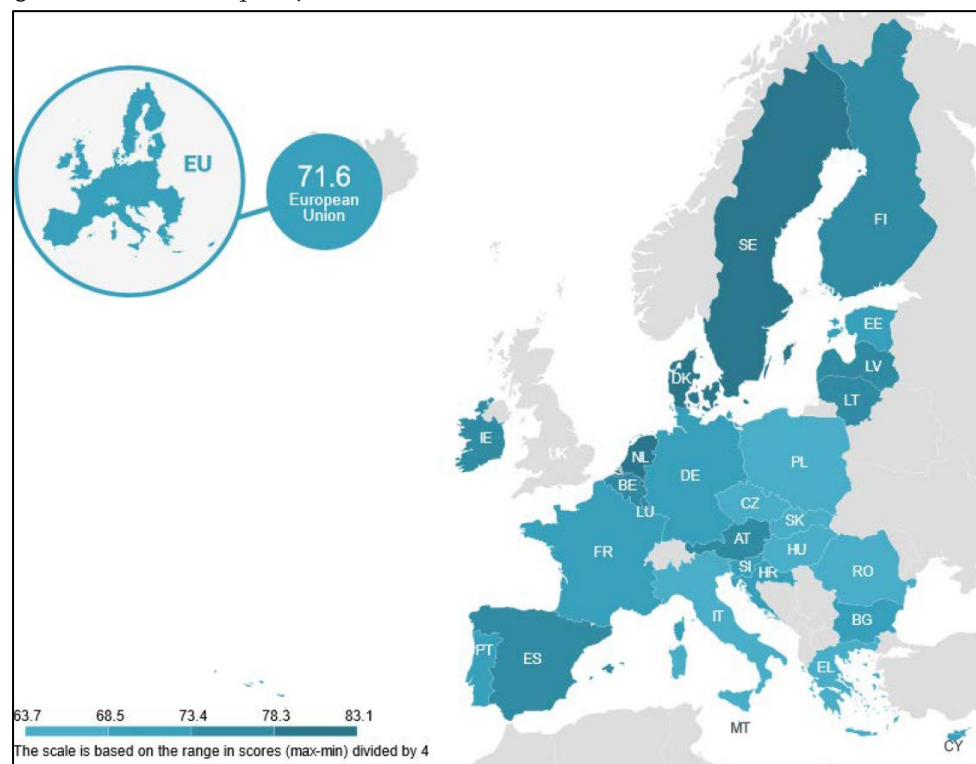 EU
71.6
European
Union
SE
FI
EE
LV
LT
DK
IE
UK
NL
BE
DE
PL
LU
CZ
SK
FR
AT
HU
SI
HR
RO
IT
BG
PT
ES
EL
MT
CY
63.7 68.5 73.4 78.3 83.1
The scale is based on the range in scores (max-min) divided by 4